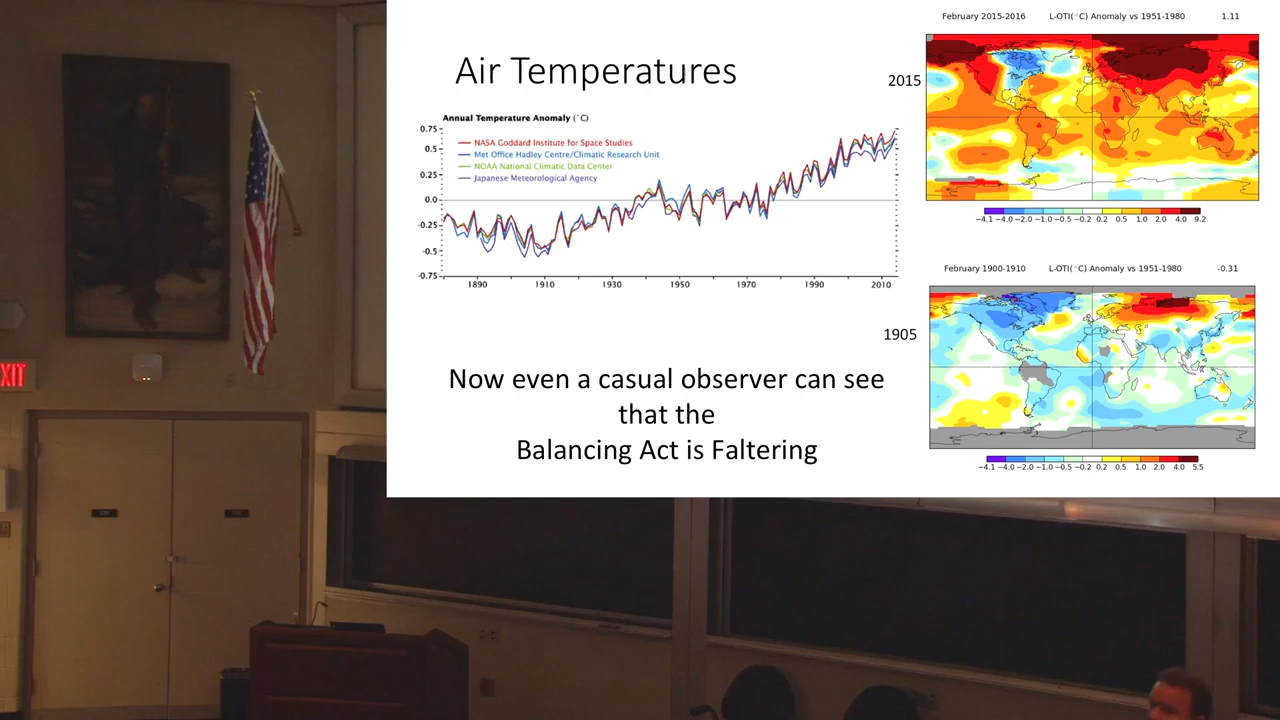 February 2015-2016 L-OTI(°C) Anomaly vs 1951-1980 1.11
Air Temperatures
2015
Annual Temperature Anomaly (°C)
0.75
NASA Goddard Institute for Space Studies
0.5
Met Office Hadley Centre/Climatic Research Unit
NOAA National Climatic Data Center
0.25
Japanese Meteorological Agency
0.0
-0.25
-0.5
-0.75
1890 1910 1930 1950 1970 1990 2010
-4.1 -4.0 -2.0 -1.0 -0.5 -0.2 0.2 0.5 1.0 2.0 4.0 9.2
February 1900-1910 L-OTI(°C) Anomaly vs 1951-1980 -0.31
1905
Now even a casual observer can see
that the
Balancing Act is Faltering
-4.1 -4.0 -2.0 -1.0 -0.5 -0.2 0.2 0.5 1.0 2.0 4.0 5.5
EXIT